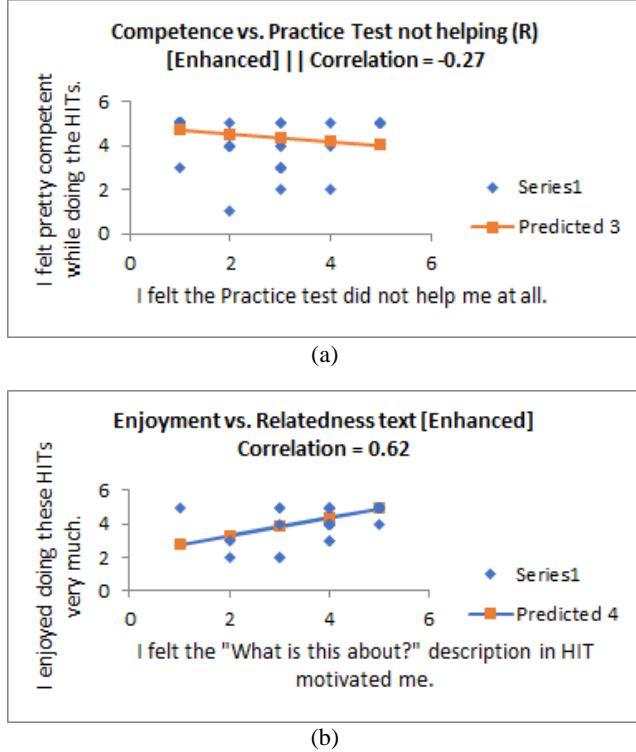 Competence vs. Practice Test not helping (R)
[Enhanced] || Correlation = -0.27
I felt pretty competent
while doing the HITs.
6
4
2
0
0 2 4 6
Series1
Predicted 3
I felt the Practice test did not help me at all.
(a)
Enjoyment vs. Relatedness text [Enhanced]
Correlation = 0.62
I enjoyed doing these HITs
very much.
6
4
2
0
0 2 4 6
Series1
Predicted 4
I felt the "What is this about?" description in HIT
motivated me.
(b)